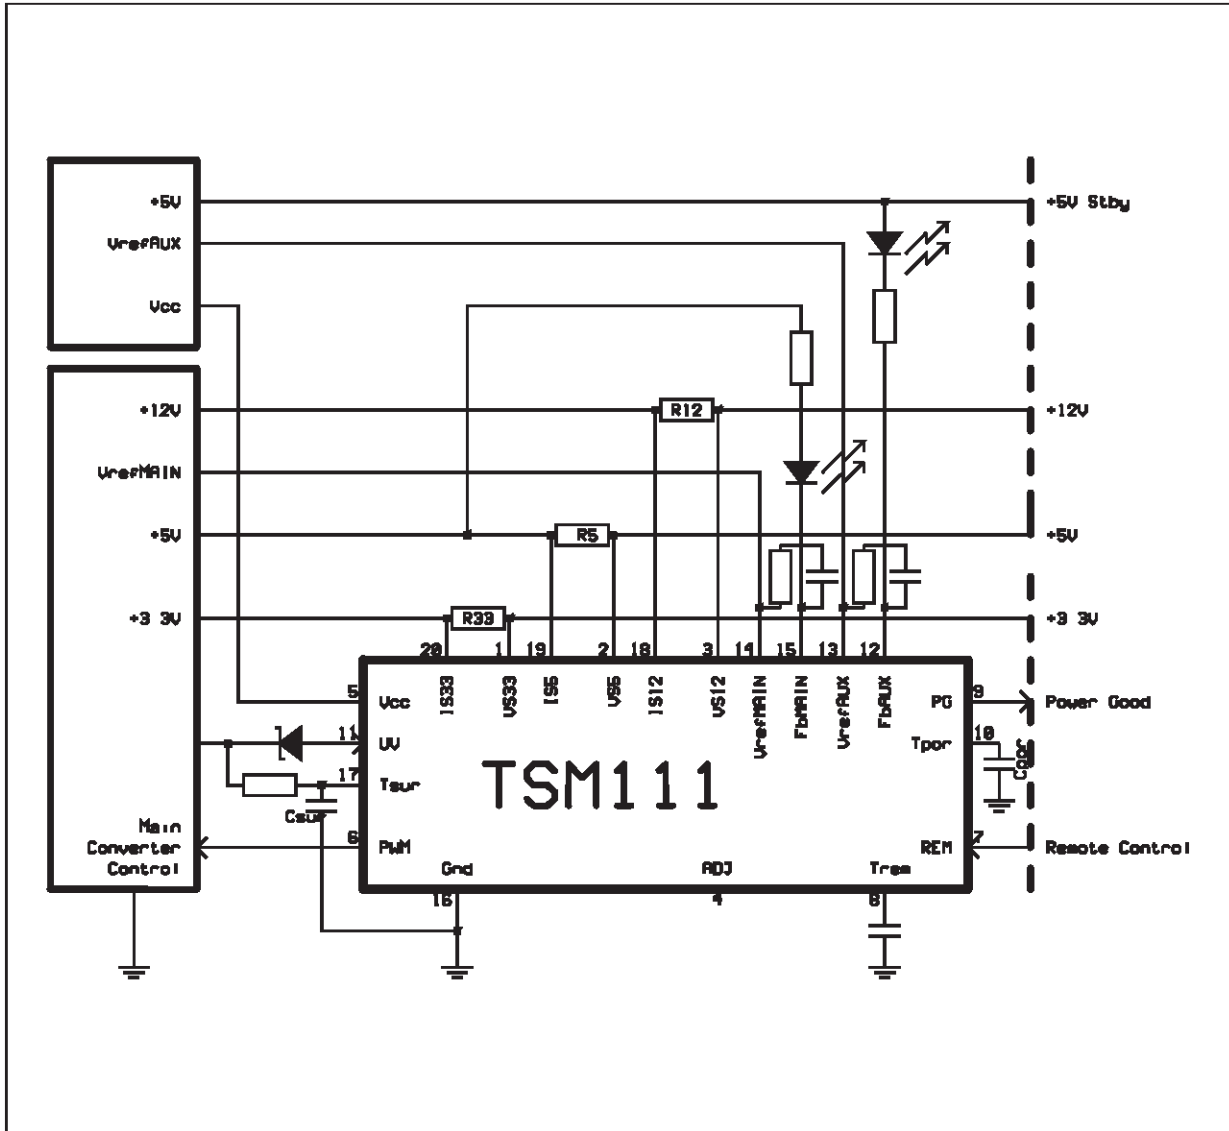 +5V
+5V Stby
VrefAUX
Vcc
+12V
R12
+12V
VrefMAIN
+5V
R5
+5V
+3 3V
R33
+3 3V
20
1
19
2
18
3
14
15
13
12
IS33
VS33
IS5
VS5
IS12
VS12
VrefMAIN
FbMAIN
VrefAUX
FbAUX
5
Vcc
PG
9
Power Good
11
UV
Tpor
10
Cpor
17
Tsur
TSM111
Csur
6
PWM
REM
7
Remote Control
Main
Converter
Control
Gnd
ADJ
Trem
16
4
8